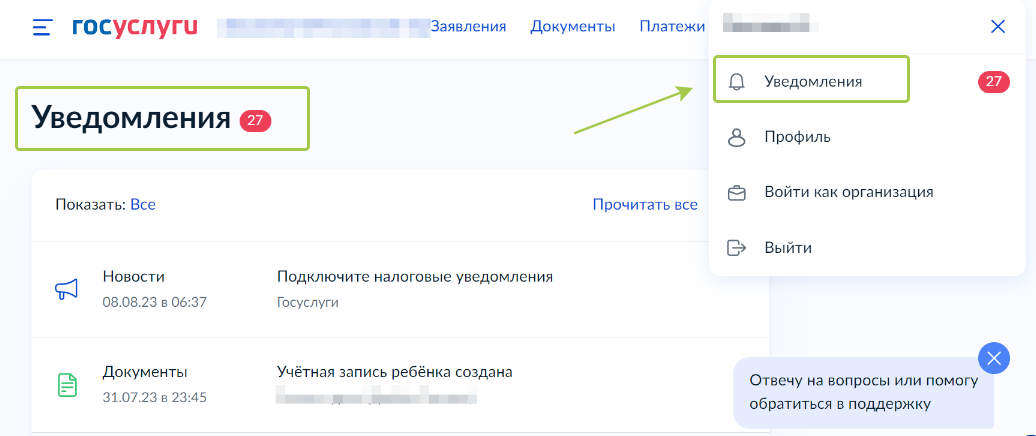 госуслуги
Заявления Документы Платежи
Уведомления 27
Показать: Все
Прочитать все
Новости
08.08.23 в 06:37
Подключите налоговые уведомления
Госуслуги
Документы
31.07.23 в 23:45
Учётная запись ребёнка создана
Уведомления 27
Профиль
Войти как организация
Выйти
Отвечу на вопросы или помогу
обратиться в поддержку